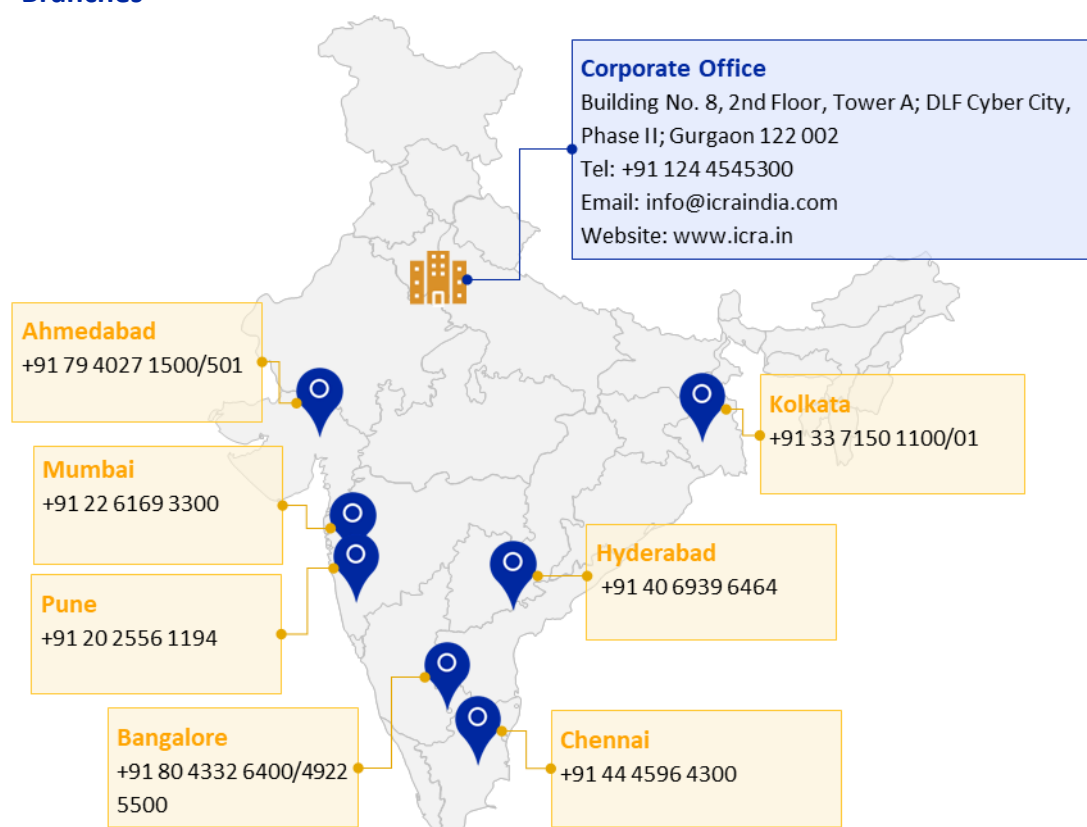 Branches
Corporate Office
Building No. 8, 2nd Floor, Tower A; DLF Cyber City,
Phase II; Gurgaon 122 002
Tel: +91 124 4545300
Email: info@icraindia.com
Website: www.icra.in
Ahmedabad
+91 79 4027 1500/501
Kolkata
+91 33 7150 1100/01
Mumbai
+91 22 6169 3300
Hyderabad
+91 40 6939 6464
Pune
+91 20 2556 1194
Bangalore
+91 80 4332 6400/4922
5500
Chennai
+91 44 4596 4300